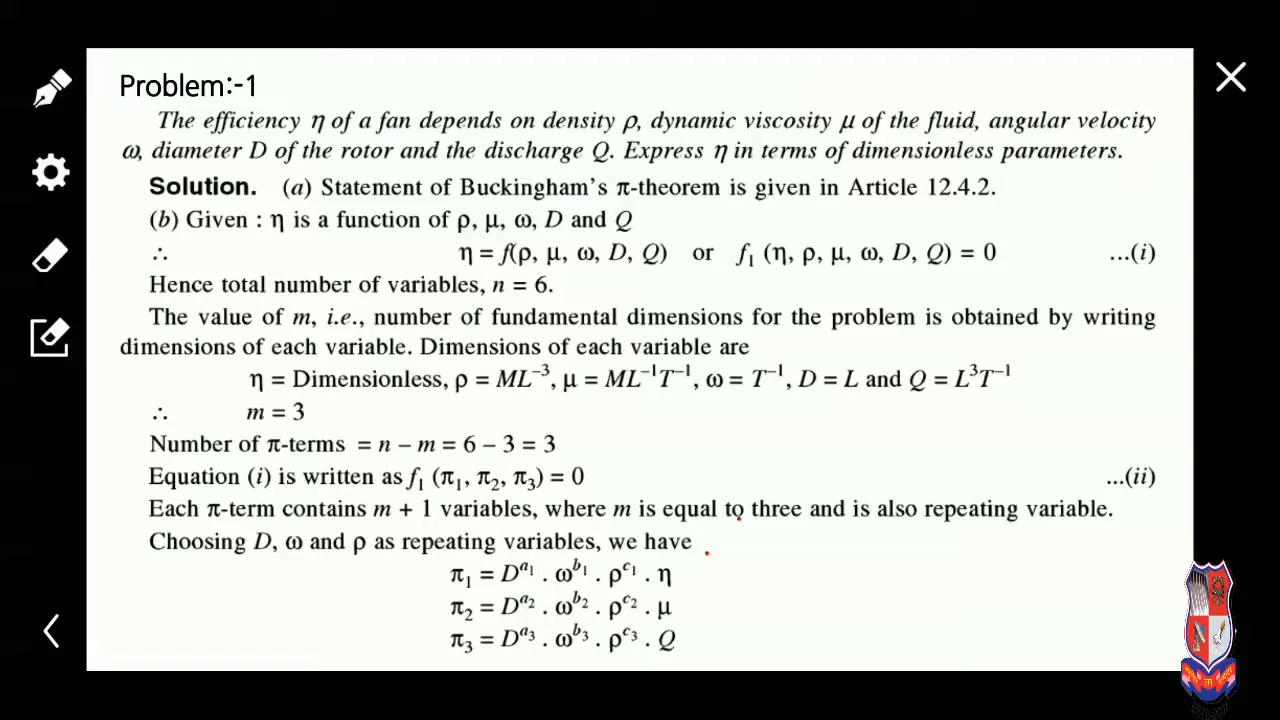 Problem:-1
The efficiency η of a fan depends on density ρ, dynamic viscosity μ of the fluid, angular velocity
ω, diameter D of the rotor and the discharge Q. Express η in terms of dimensionless parameters.
Solution. (a) Statement of Buckingham's π-theorem is given in Article 12.4.2.
(b) Given : η is a function of ρ, μ, ω, D and Q
∴ η = f(ρ, μ, ω, D, Q) or f₁ (η, ρ, μ, ω, D, Q) = 0 ...(i)
Hence total number of variables, n = 6.
The value of m, i.e., number of fundamental dimensions for the problem is obtained by writing
dimensions of each variable. Dimensions of each variable are
η = Dimensionless, ρ = ML⁻³, μ = ML⁻¹T⁻¹, ω = T⁻¹, D = L and Q = L³T⁻¹
∴ m = 3
Number of π-terms = n – m = 6 – 3 = 3
Equation (i) is written as f₁ (π₁, π₂, π₃) = 0 ...(ii)
Each π-term contains m + 1 variables, where m is equal to three and is also repeating variable.
Choosing D, ω and ρ as repeating variables, we have
π₁ = D^a₁ . ω^b₁ . ρ^c₁ . η
π₂ = D^a₂ . ω^b₂ . ρ^c₂ . μ
π₃ = D^a₃ . ω^b₃ . ρ^c₃ . Q